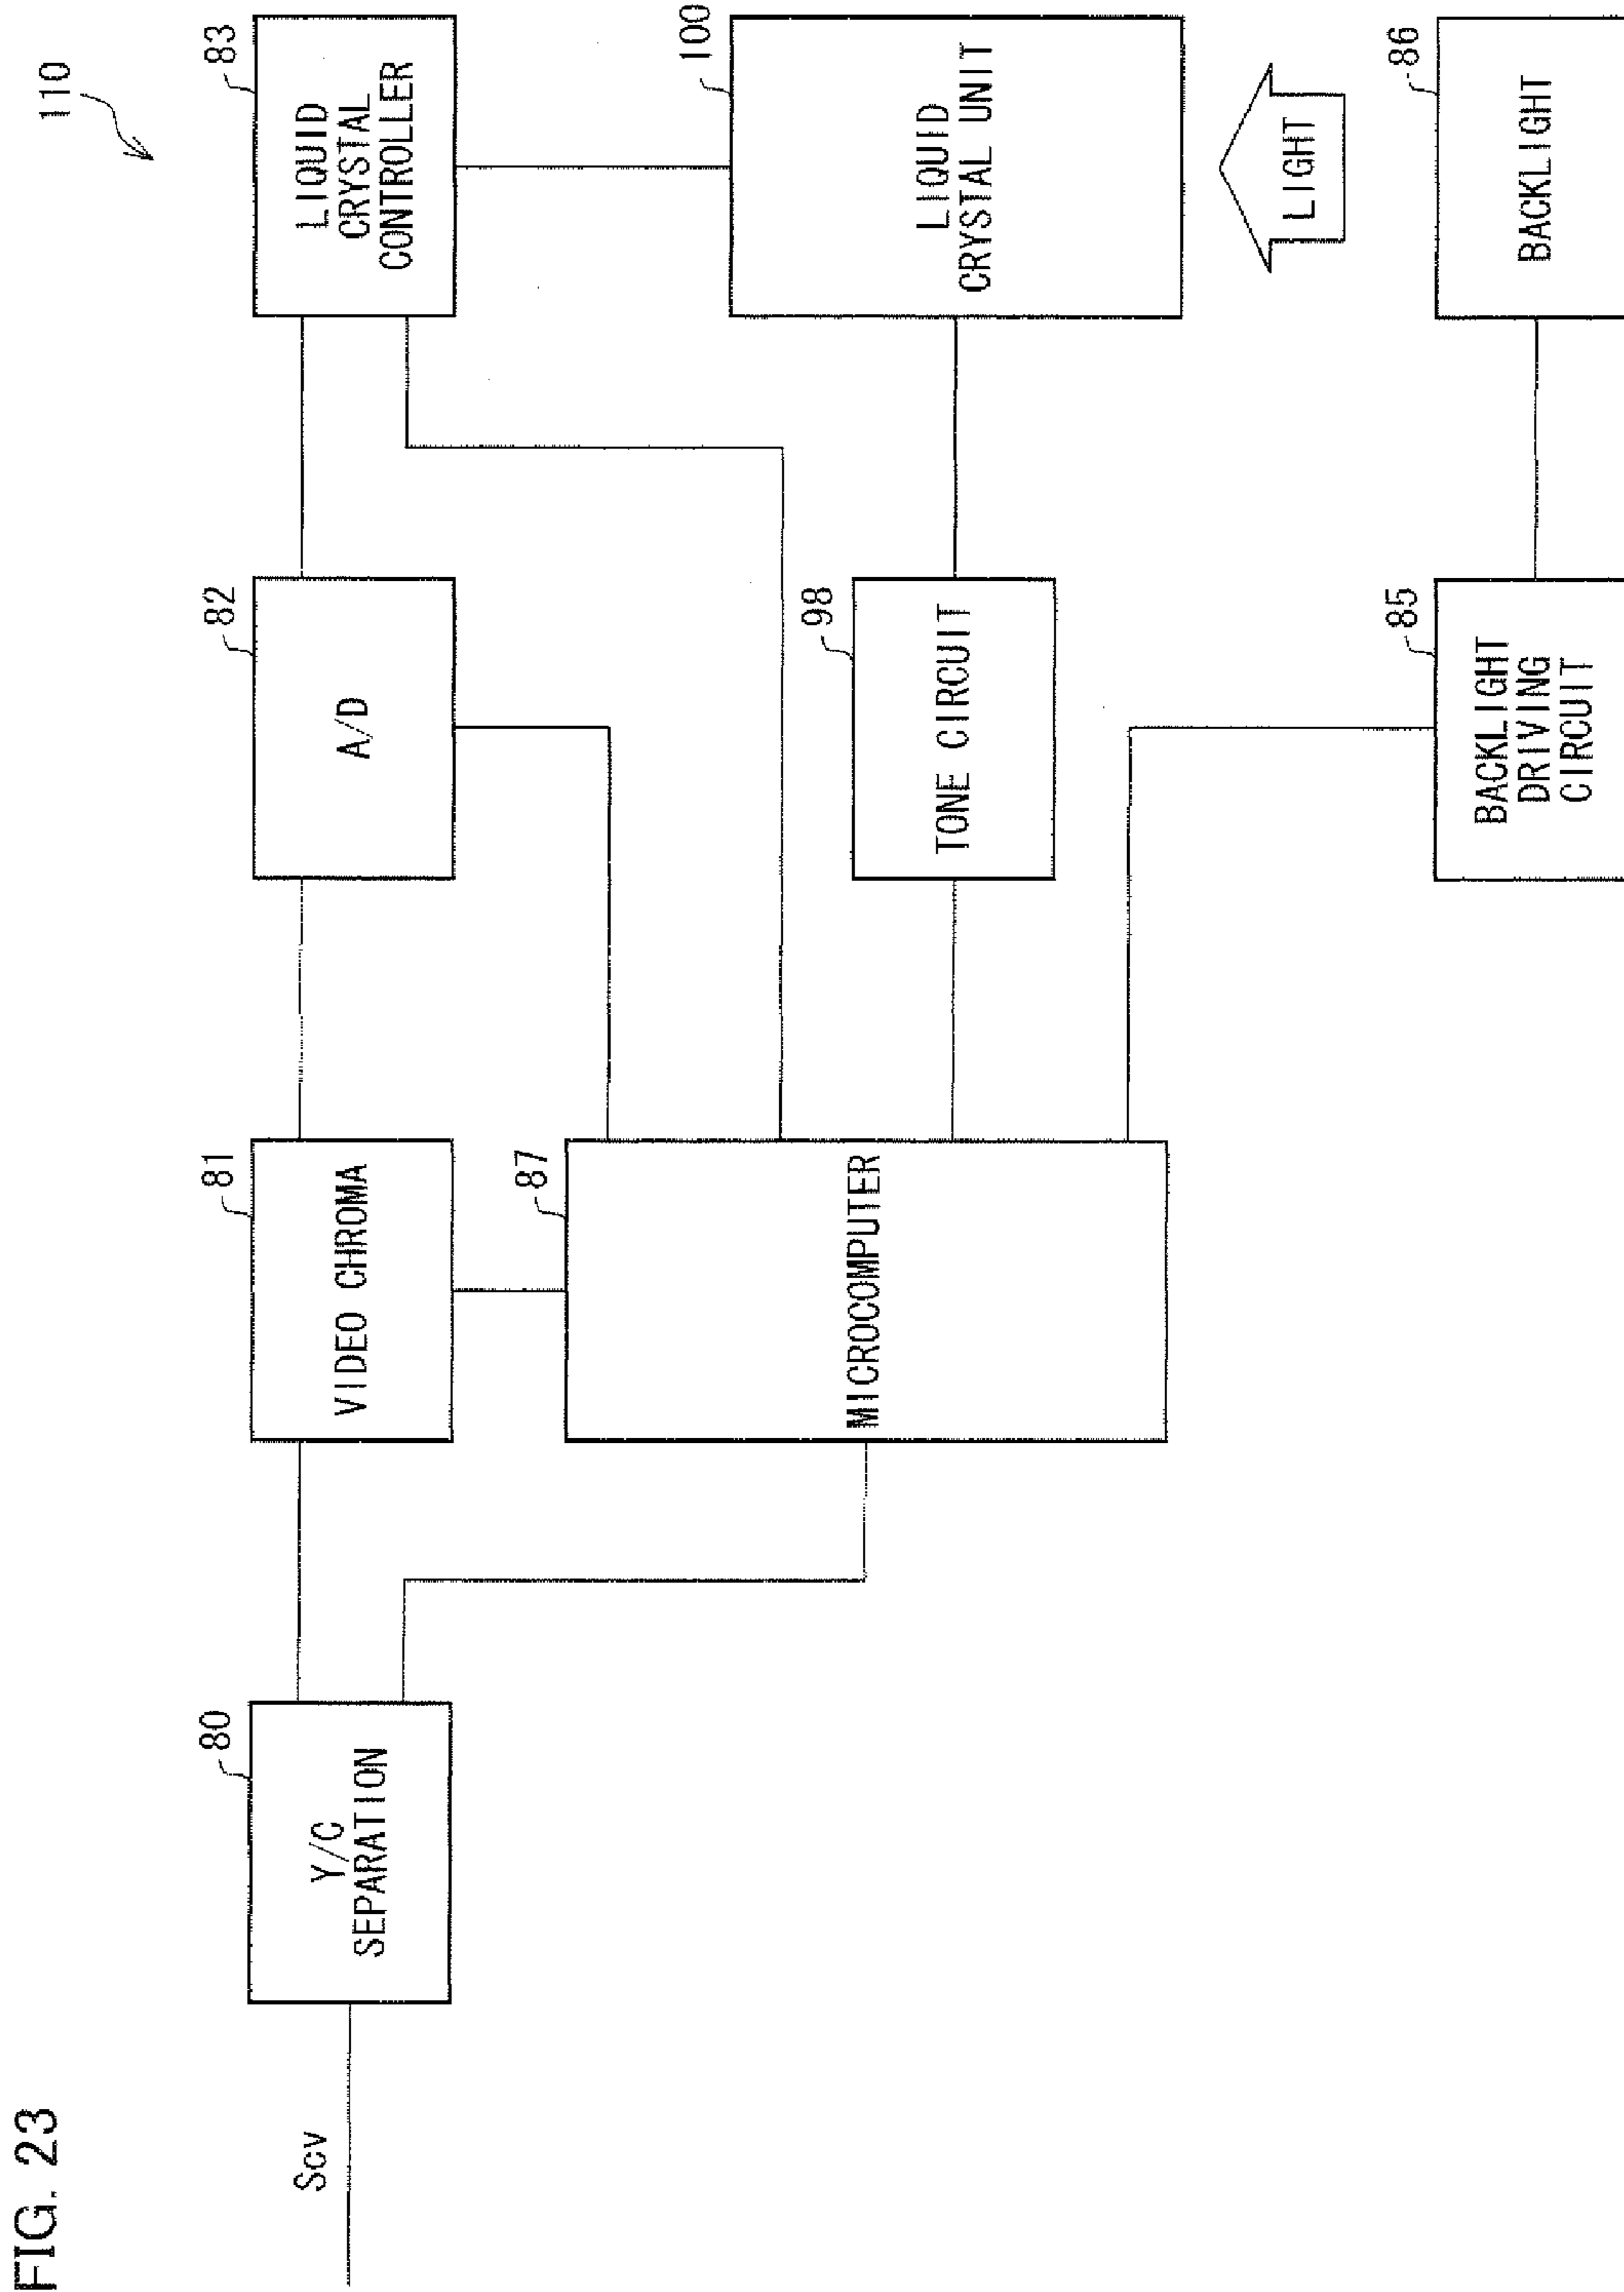 FIG. 23
110
Scv
80
Y/C
SEPARATION
81
VIDEO CHROMA
82
A/D
83
LIQUID
CRYSTAL
CONTROLLER
87
MICROCOMPUTER
98
TONE CIRCUIT
100
LIQUID
CRYSTAL UNIT
LIGHT
85
BACKLIGHT
DRIVING
CIRCUIT
86
BACKLIGHT